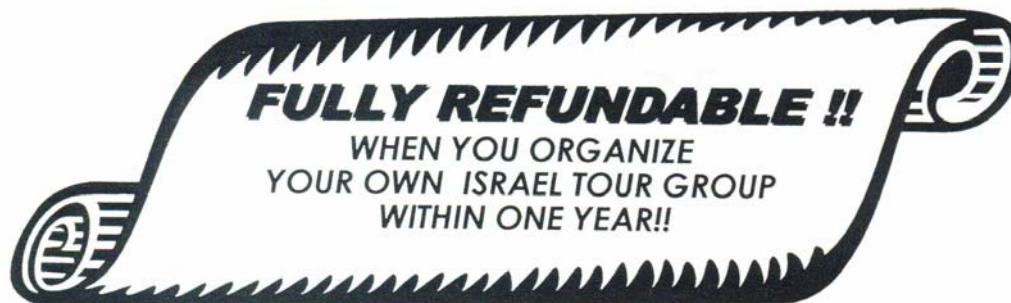 FULLY REFUNDABLE !!
WHEN YOU ORGANIZE
YOUR OWN ISRAEL TOUR GROUP
WITHIN ONE YEAR!!